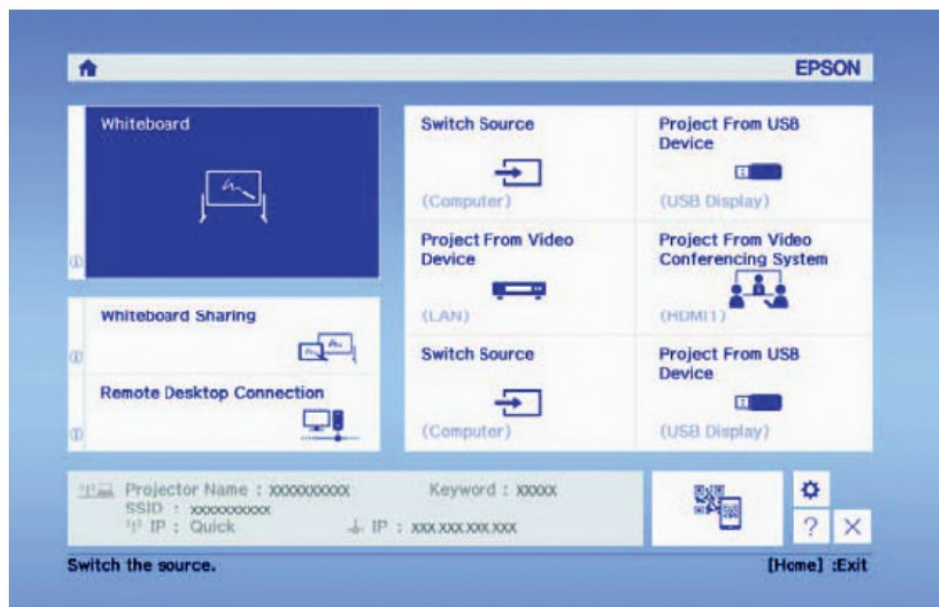 EPSON
Whiteboard
Whiteboard Sharing
Remote Desktop Connection
Switch Source
(Computer)
Project From USB
Device
(USB Display)
Project From Video
Device
(LAN)
Project From Video
Conferencing System
(HDMI1)
Switch Source
(Computer)
Project From USB
Device
(USB Display)
Projector Name : xxxxxxxxxx Keyword : xxxxx
SSID : xxxxxxxxxx
IP : Quick IP : xxx.xxx.xxx.xxx
?
Switch the source.
[Home] :Exit